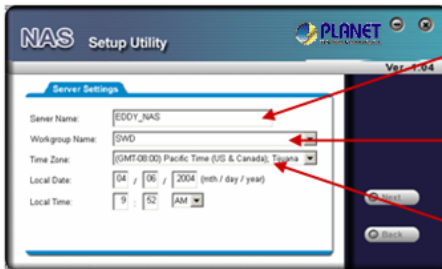 NAS Setup Utility
PLANET
Ver 1.04
Server Settings
Server Name: EDDY_NAS
Workgroup Name: SWD
Time Zone: (GMT-08:00) Pacific Time (US & Canada); Tijuana
Local Date: 04 / 06 / 2004 (mth / day / year)
Local Time: 9 : 52 AM
Next
Back